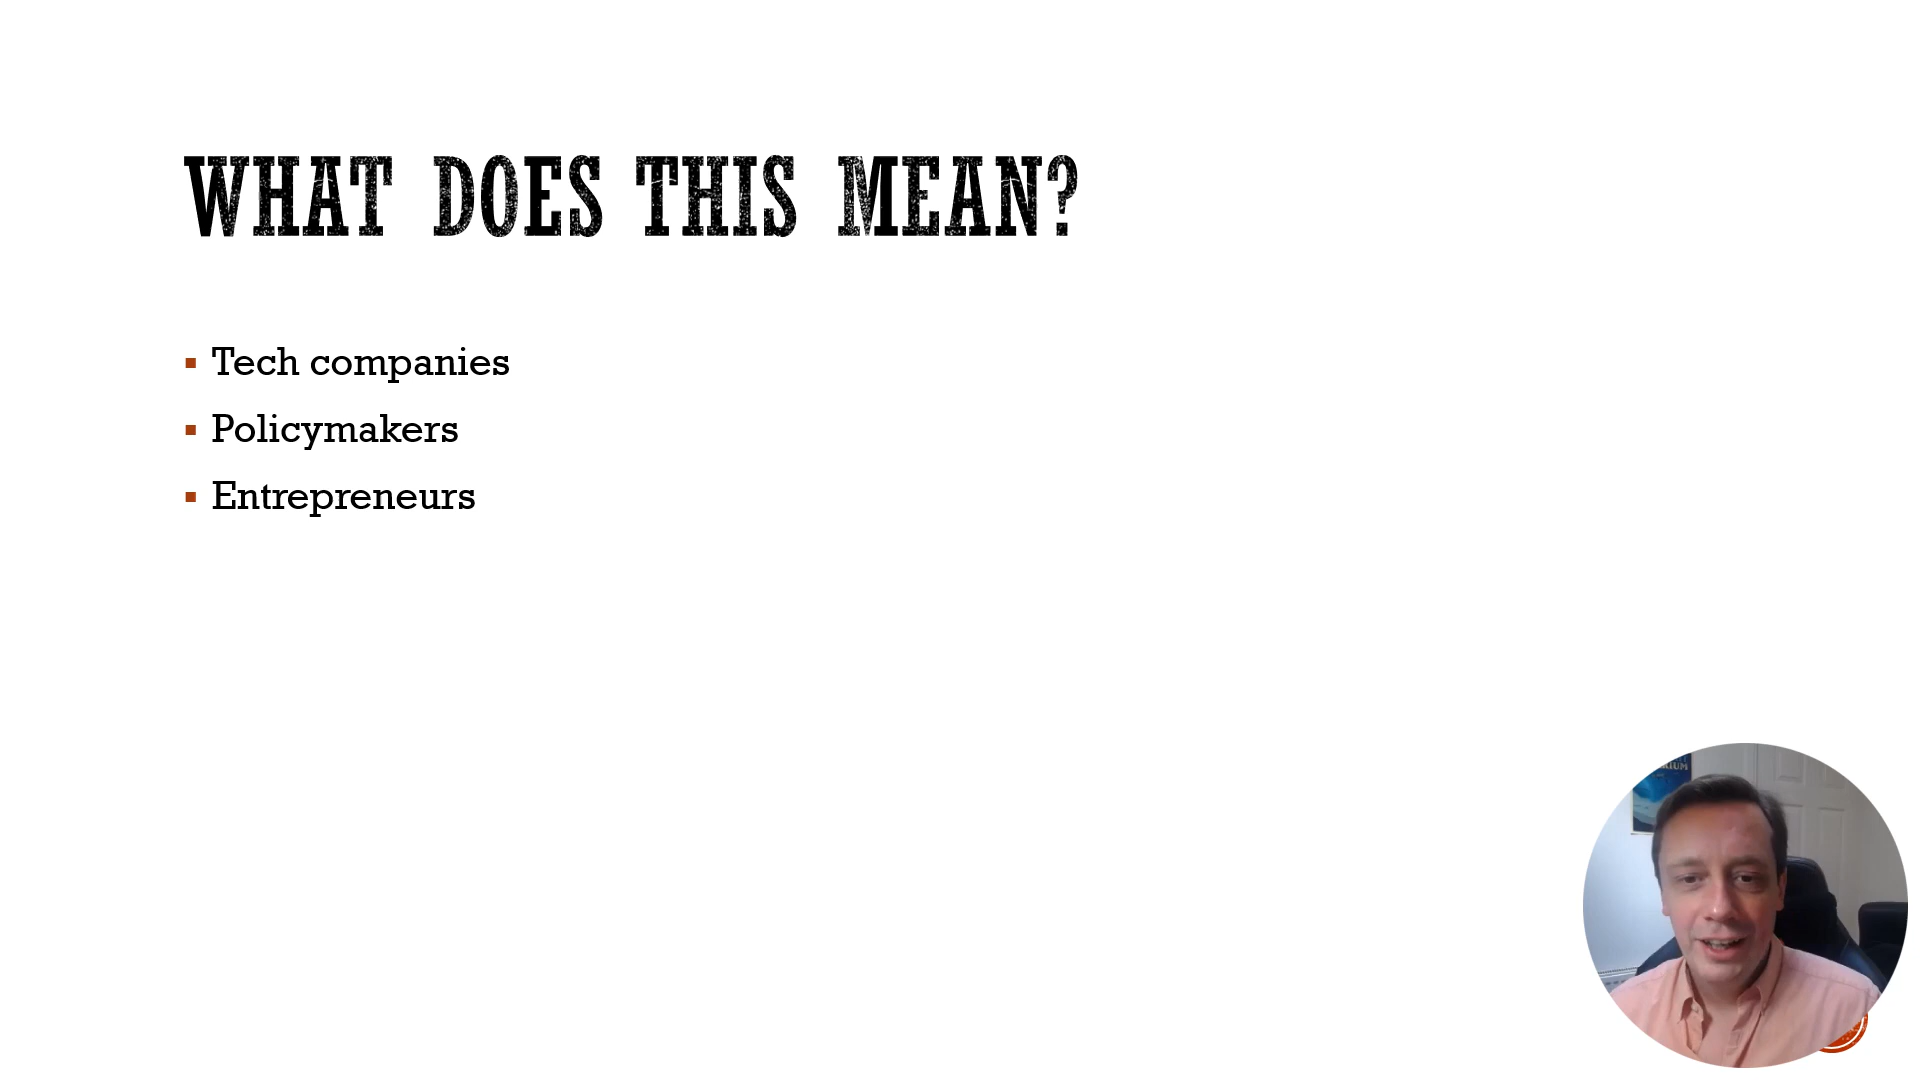 WHAT DOES THIS MEAN?
Tech companies
Policymakers
Entrepreneurs